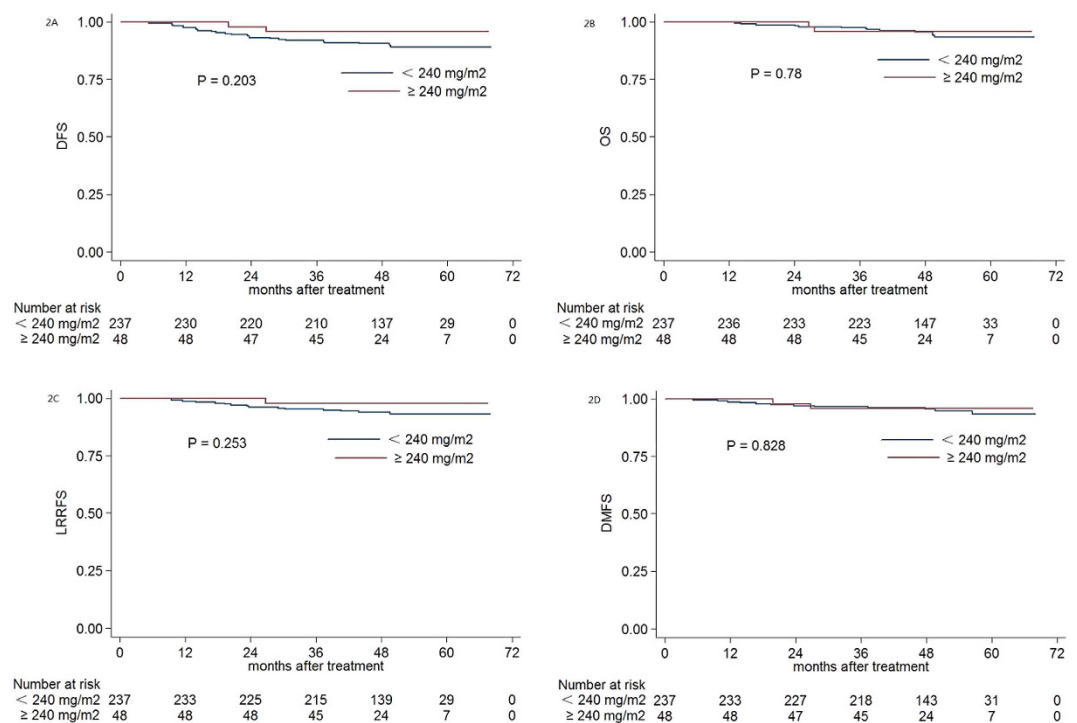 2A
1.00
0.75
0.50
0.25
0.00
DFS
P = 0.203
< 240 mg/m2
≥ 240 mg/m2
0 12 24 36 48 60 72
months after treatment
Number at risk
< 240 mg/m2 237 230 220 210 137 29 0
≥ 240 mg/m2 48 48 47 45 24 7 0
2B
1.00
0.75
0.50
0.25
0.00
OS
P = 0.78
< 240 mg/m2
≥ 240 mg/m2
0 12 24 36 48 60 72
months after treatment
Number at risk
< 240 mg/m2 237 236 233 223 147 33 0
≥ 240 mg/m2 48 48 48 45 24 7 0
2C
1.00
0.75
0.50
0.25
0.00
LRRFS
P = 0.253
< 240 mg/m2
≥ 240 mg/m2
0 12 24 36 48 60 72
months after treatment
Number at risk
< 240 mg/m2 237 233 225 215 139 29 0
≥ 240 mg/m2 48 48 48 45 24 7 0
2D
1.00
0.75
0.50
0.25
0.00
DMFS
P = 0.828
< 240 mg/m2
≥ 240 mg/m2
0 12 24 36 48 60 72
months after treatment
Number at risk
< 240 mg/m2 237 233 227 218 143 31 0
≥ 240 mg/m2 48 48 47 45 24 7 0